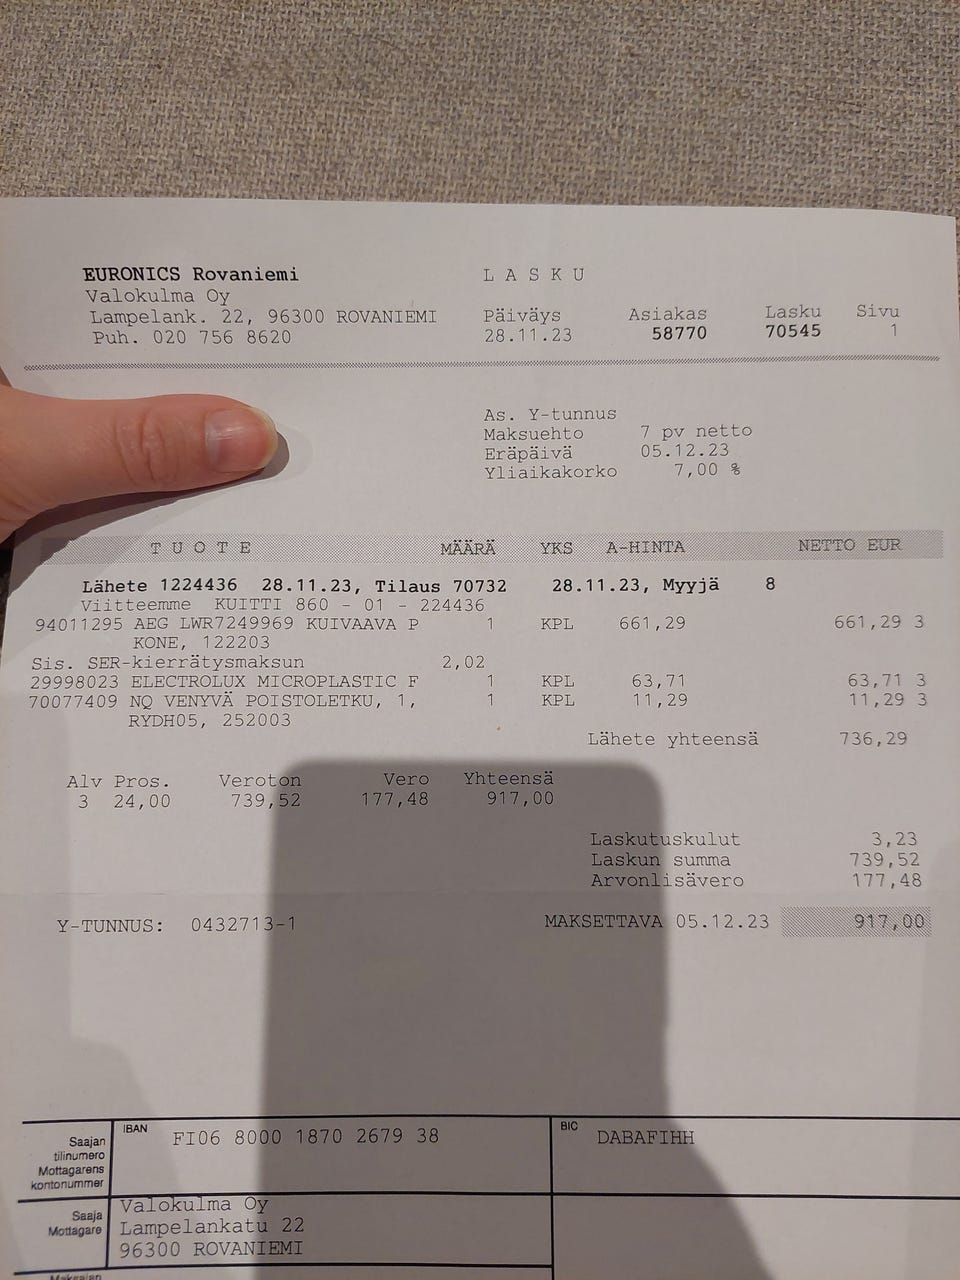 EURONICS Rovaniemi L A S K U
Valokulma Oy
Lampelank. 22, 96300 ROVANIEMI Päiväys Asiakas Lasku Sivu
Puh. 020 756 8620 28.11.23 58770 70545 1
As. Y-tunnus
Maksuehto 7 pv netto
Eräpäivä 05.12.23
Yliaikakorko 7,00 %
T U O T E MÄÄRÄ YKS A-HINTA NETTO EUR
Lähete 1224436 28.11.23, Tilaus 70732 28.11.23, Myyjä 8
Viitteemme KUITTI 860 - 01 - 224436
94011295 AEG LWR7249969 KUIVAAVA P 1 KPL 661,29 661,29 3
KONE, 122203
Sis. SER-kierrätysmaksun 2,02
29998023 ELECTROLUX MICROPLASTIC F 1 KPL 63,71 63,71 3
70077409 NQ VENYVÄ POISTOLETKU, 1, 1 KPL 11,29 11,29 3
RYDH05, 252003
Lähete yhteensä 736,29
Alv Pros. Veroton Vero Yhteensä
3 24,00 739,52 177,48 917,00
Laskutuskulut 3,23
Laskun summa 739,52
Arvonlisävero 177,48
Y-TUNNUS: 0432713-1 MAKSETTAVA 05.12.23 917,00
Saajan tilinumero Mottagarens kontonummer IBAN FI06 8000 1870 2679 38 BIC DABAFIHH
Saaja Mottagare Valokulma Oy
Lampelankatu 22
96300 ROVANIEMI
Maksajan